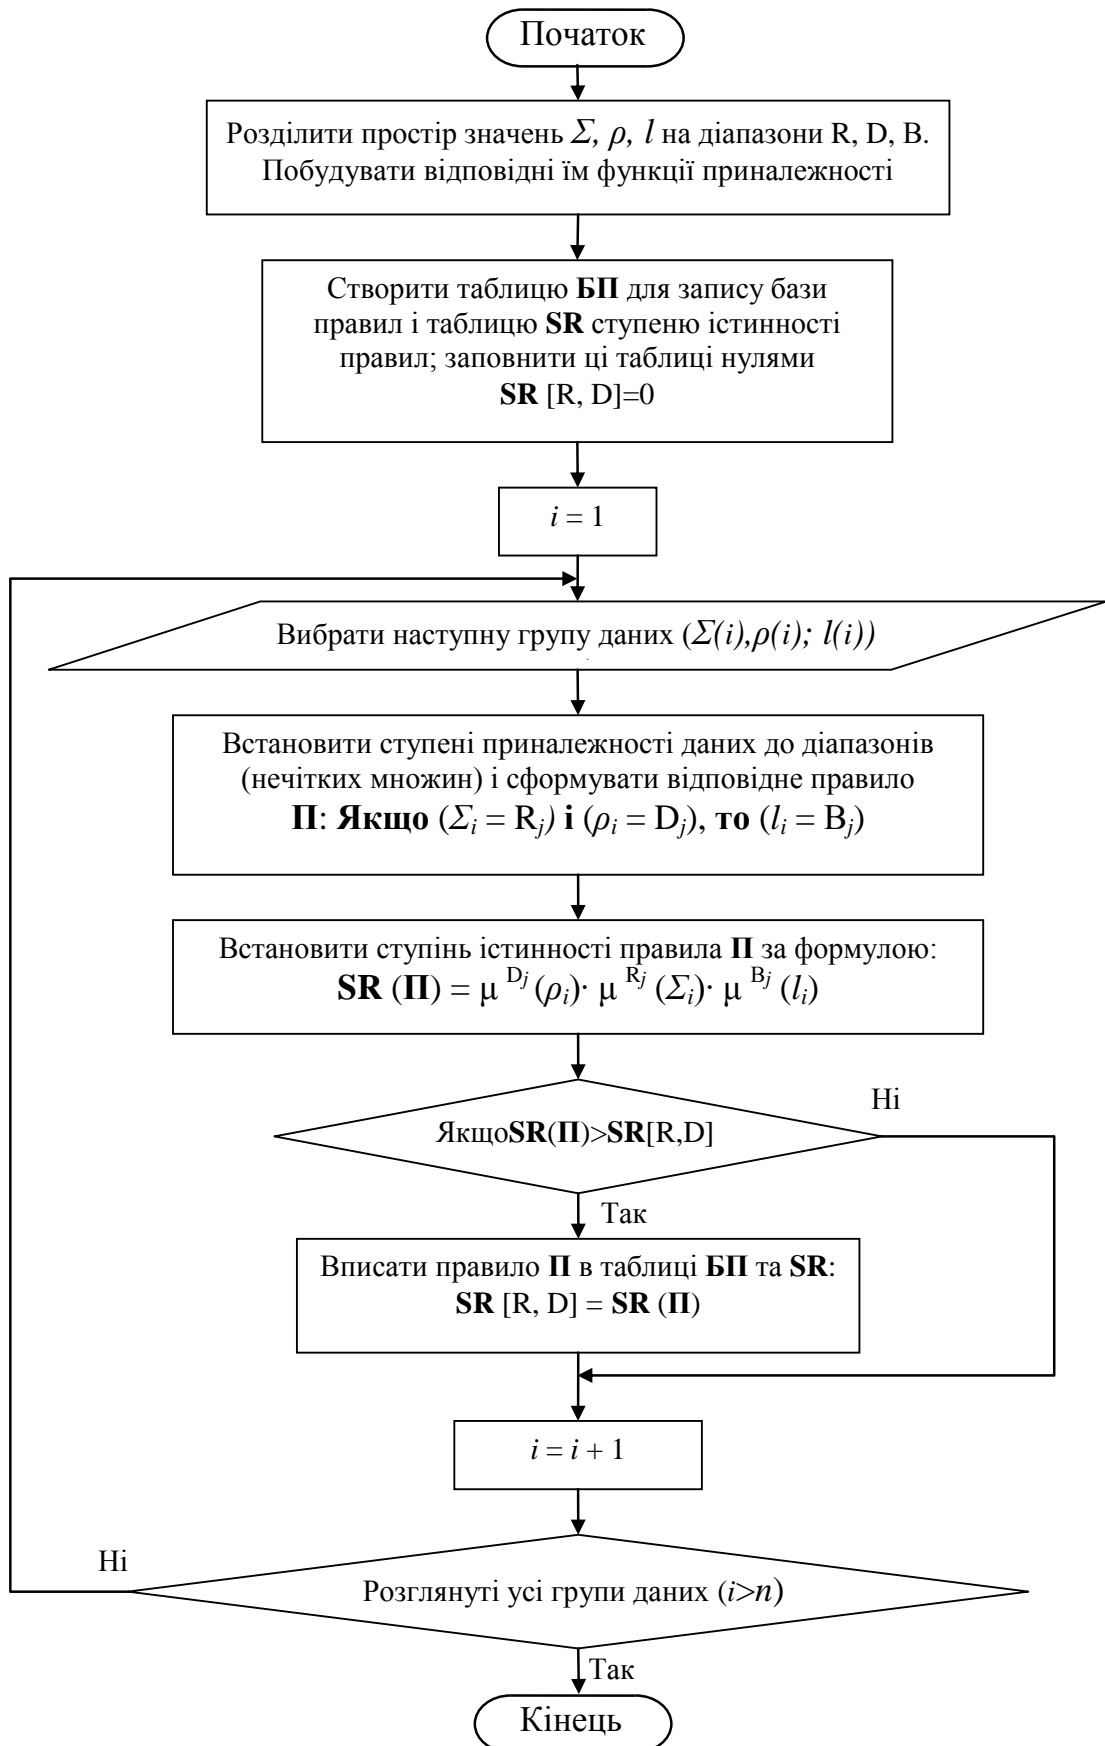 Початок
Розділити простір значень Σ, ρ, l на діапазони R, D, B.
Побудувати відповідні їм функції приналежності
Створити таблицю БП для запису бази
правил і таблицю SR ступеню істинності
правил; заповнити ці таблиці нулями
SR [R, D]=0
i = 1
Вибрати наступну групу даних (Σ(i),ρ(i); l(i))
Встановити ступені приналежності даних до діапазонів
(нечітких множин) і сформувати відповідне правило
П: Якщо (Σi = Rj) і (ρi = Dj), то (li = Bj)
Встановити ступінь істинності правила П за формулою:
SR (П) = μ Dj (ρi)· μ Rj (Σi)· μ Bj (li)
Ні
ЯкщоSR(П)>SR[R,D]
Так
Вписати правило П в таблиці БП та SR:
SR [R, D] = SR (П)
i = i + 1
Ні
Розглянуті усі групи даних (i>n)
Так
Кінець